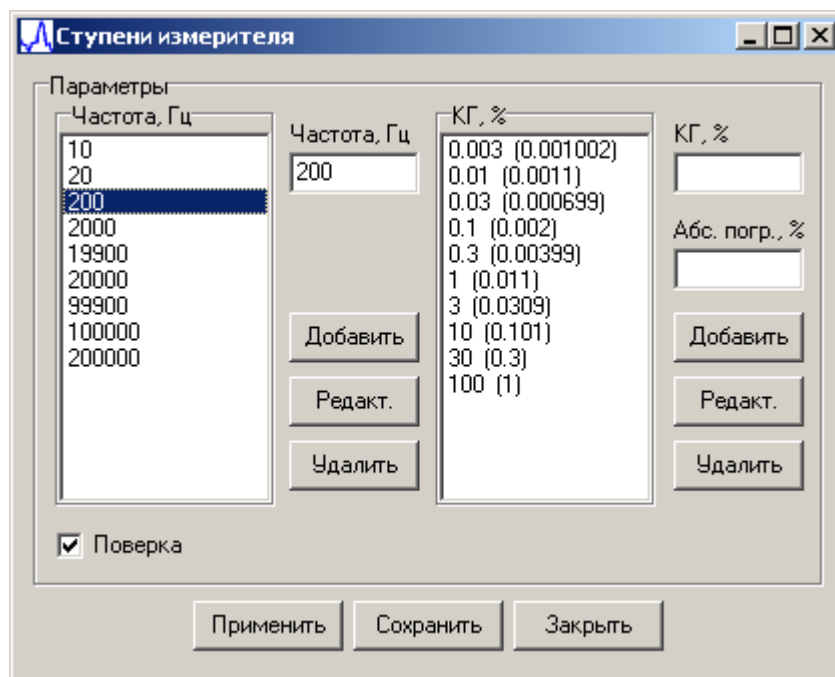 Ступени измерителя
Параметры
Частота, Гц
10
20
200
2000
19900
20000
99900
100000
200000
Частота, Гц
200
Добавить
Редакт.
Удалить
КГ, %
0.003 (0.001002)
0.01 (0.0011)
0.03 (0.000699)
0.1 (0.002)
0.3 (0.00399)
1 (0.011)
3 (0.0309)
10 (0.101)
30 (0.3)
100 (1)
КГ, %
Абс. погр., %
Добавить
Редакт.
Удалить
Поверка
Применить
Сохранить
Закрыть